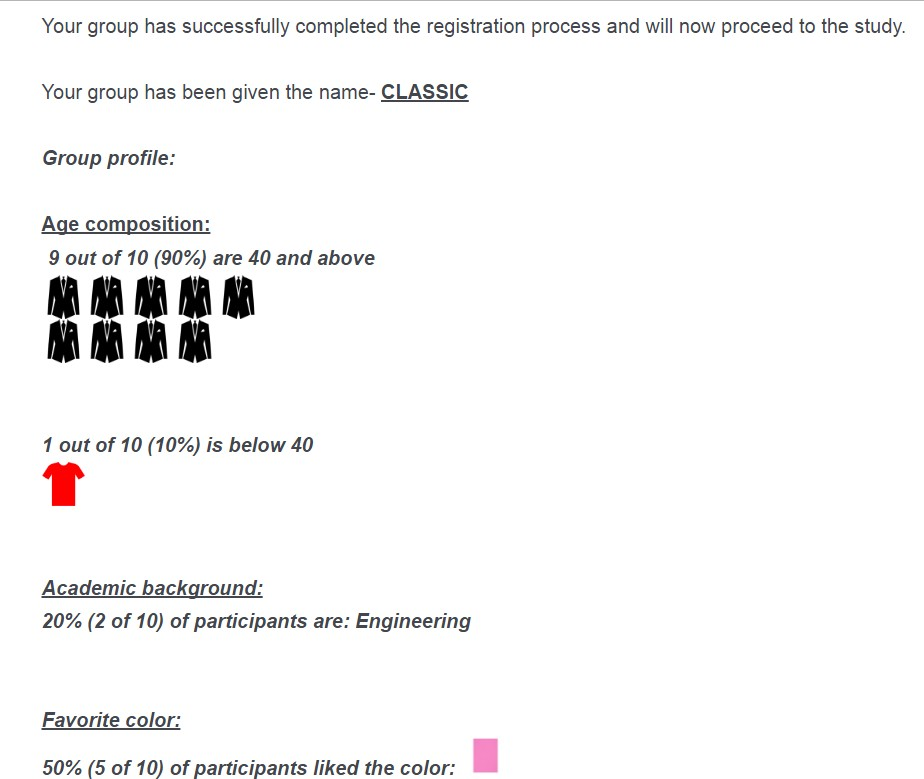 Your group has successfully completed the registration process and will now proceed to the study.
Your group has been given the name- CLASSIC
Group profile:
Age composition:
9 out of 10 (90%) are 40 and above
1 out of 10 (10%) is below 40
Academic background:
20% (2 of 10) of participants are: Engineering
Favorite color:
50% (5 of 10) of participants liked the color: